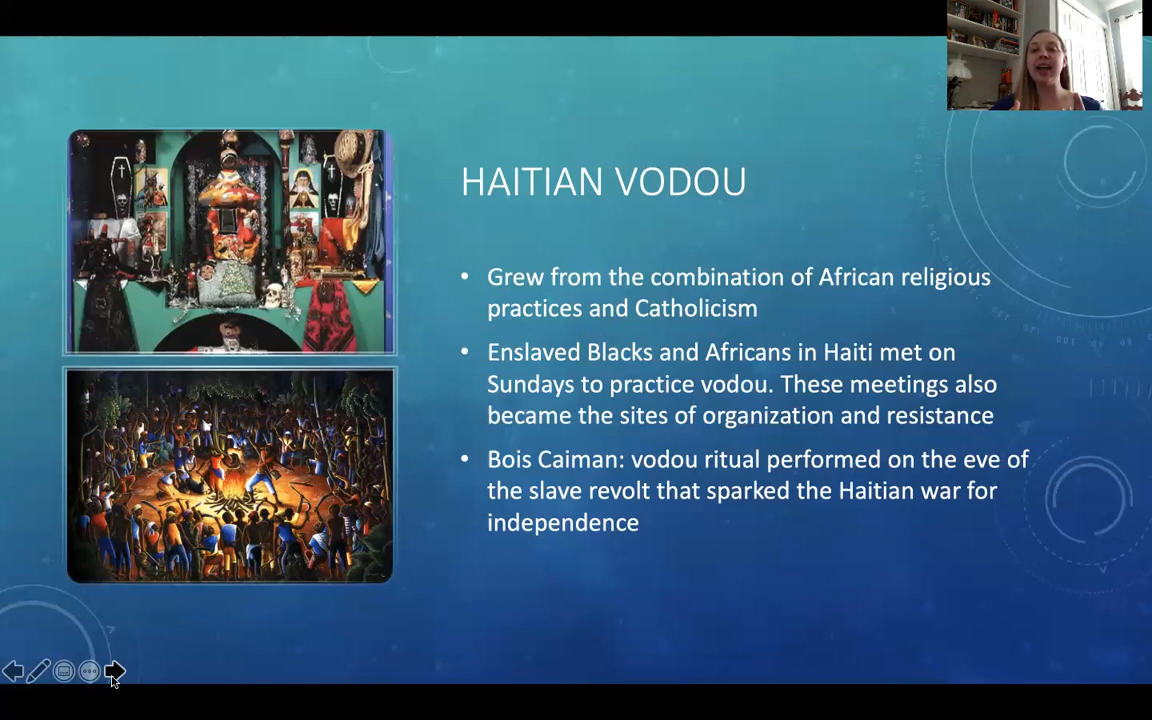 HAITIAN VODOU
• Grew from the combination of African religious
practices and Catholicism
• Enslaved Blacks and Africans in Haiti met on
Sundays to practice vodou. These meetings also
became the sites of organization and resistance
• Bois Caiman: vodou ritual performed on the eve of
the slave revolt that sparked the Haitian war for
independence